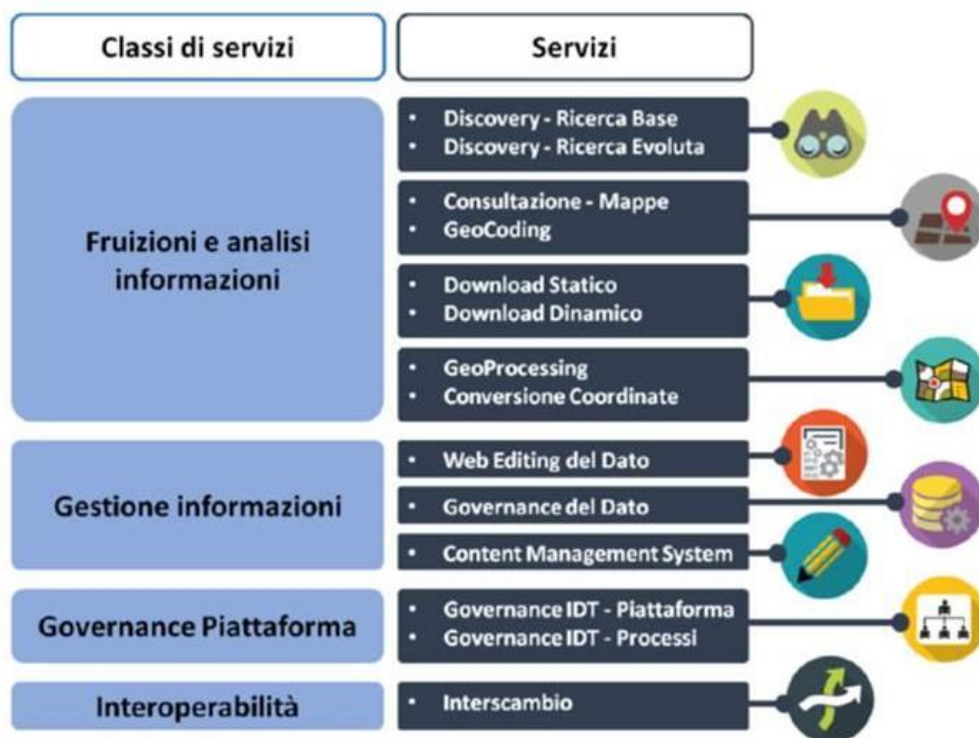 Classi di servizi
Servizi
Fruizioni e analisi
informazioni
• Discovery - Ricerca Base
• Discovery - Ricerca Evoluta
• Consultazione - Mappe
• GeoCoding
• Download Statico
• Download Dinamico
• GeoProcessing
• Conversione Coordinate
Gestione informazioni
• Web Editing del Dato
• Governance del Dato
• Content Management System
Governance Piattaforma
• Governance IDT - Piattaforma
• Governance IDT - Processi
Interoperabilità
• Interscambio